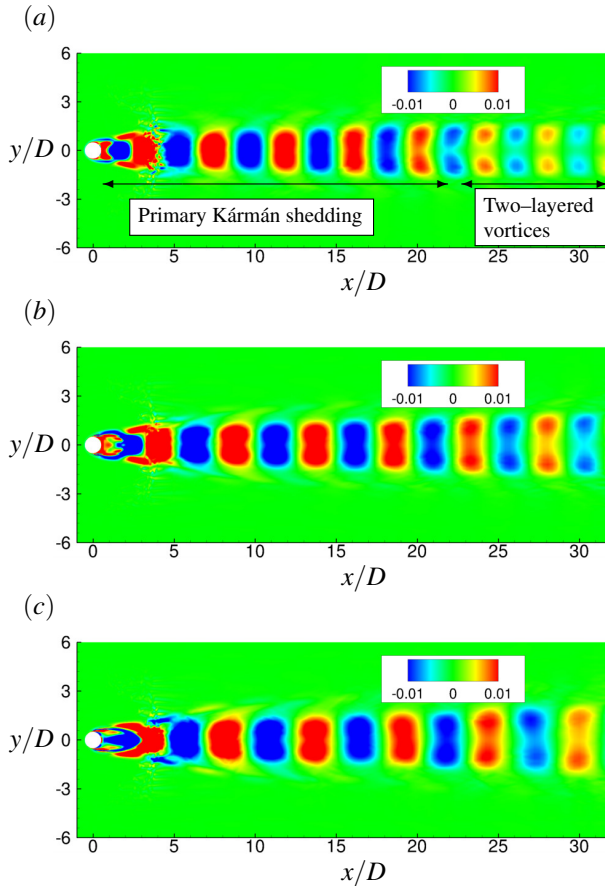 (a)
6
3
0
-3
-6
y/D
-0.01 0 0.01
Primary Kármán shedding
Two–layered
vortices
0 5 10 15 20 25 30
x/D
(b)
6
3
0
-3
-6
y/D
-0.01 0 0.01
0 5 10 15 20 25 30
x/D
(c)
6
3
0
-3
-6
y/D
-0.01 0 0.01
0 5 10 15 20 25 30
x/D